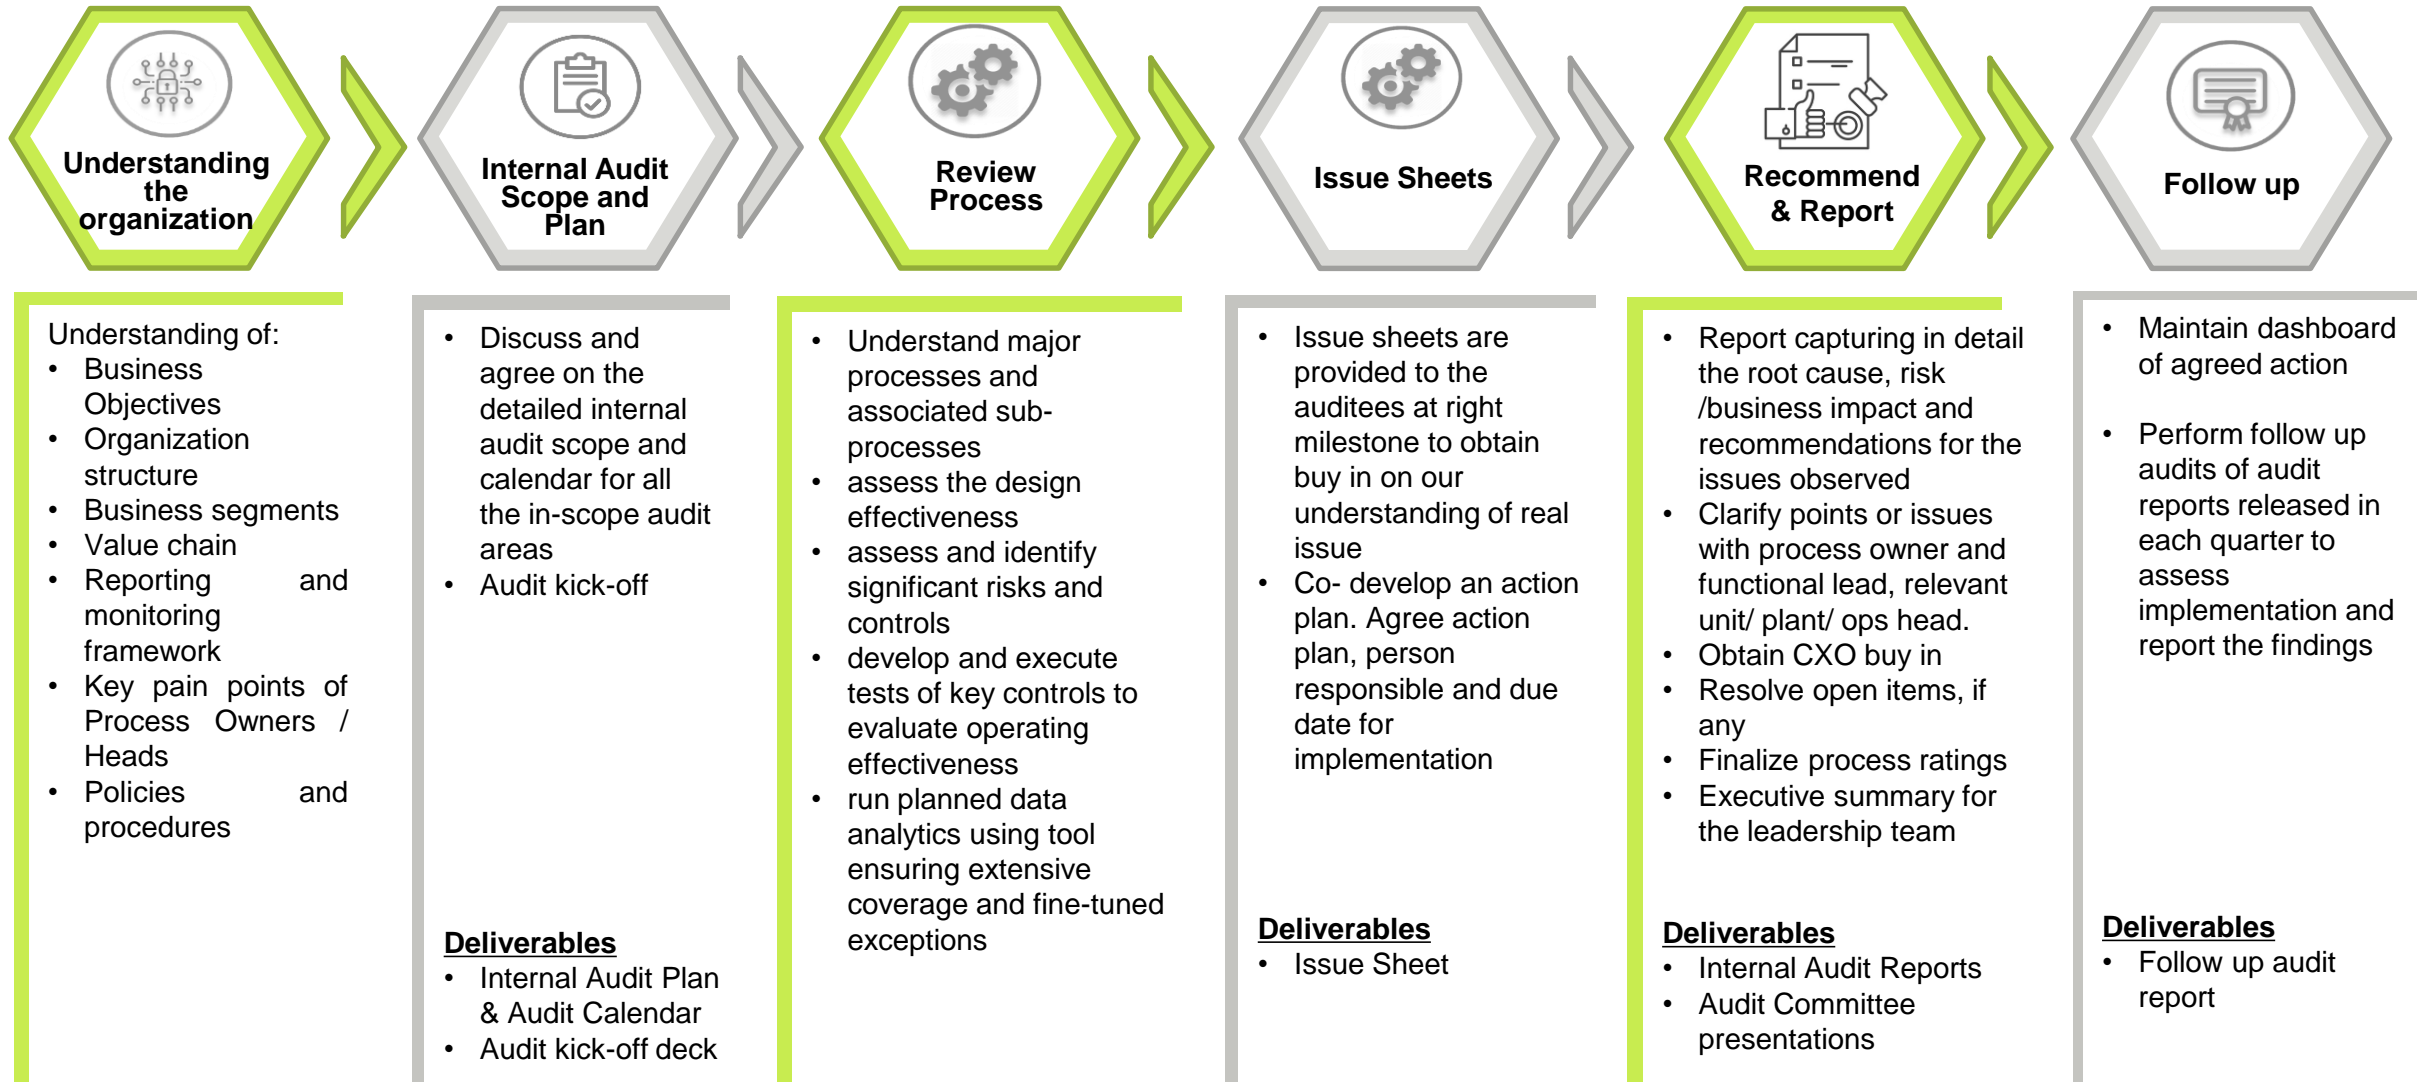 Understanding
the
organization
Internal Audit
Scope and
Plan
Review
Process
Issue Sheets
Recommend
& Report
Follow up
Understanding of:
• Business
Objectives
• Organization
structure
• Business segments
• Value chain
• Reporting and
monitoring
framework
• Key pain points of
Process Owners /
Heads
• Policies and
procedures
• Discuss and
agree on the
detailed internal
audit scope and
calendar for all
the in-scope audit
areas
• Audit kick-off
Deliverables
• Internal Audit Plan
& Audit Calendar
• Audit kick-off deck
• Understand major
processes and
associated sub-
processes
• assess the design
effectiveness
• assess and identify
significant risks and
controls
• develop and execute
tests of key controls to
evaluate operating
effectiveness
• run planned data
analytics using tool
ensuring extensive
coverage and fine-tuned
exceptions
• Issue sheets are
provided to the
auditees at right
milestone to obtain
buy in on our
understanding of real
issue
• Co- develop an action
plan. Agree action
plan, person
responsible and due
date for
implementation
Deliverables
• Issue Sheet
• Report capturing in detail
the root cause, risk
/business impact and
recommendations for the
issues observed
• Clarify points or issues
with process owner and
functional lead, relevant
unit/ plant/ ops head.
• Obtain CXO buy in
• Resolve open items, if
any
• Finalize process ratings
• Executive summary for
the leadership team
Deliverables
• Internal Audit Reports
• Audit Committee
presentations
• Maintain dashboard
of agreed action
• Perform follow up
audits of audit
reports released in
each quarter to
assess
implementation and
report the findings
Deliverables
• Follow up audit
report